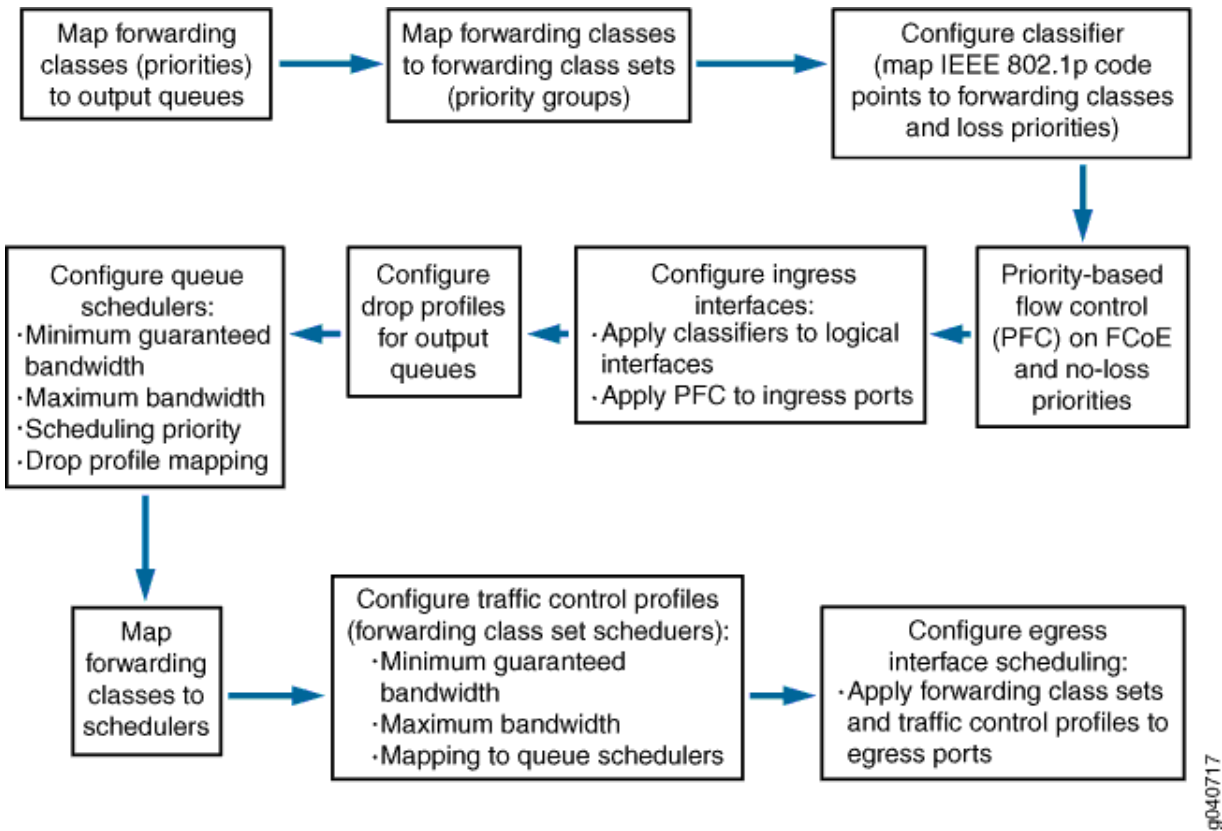 Map forwarding
classes (priorities)
to output queues
Map forwarding classes
to forwarding class sets
(priority groups)
Configure classifier
(map IEEE 802.1p code
points to forwarding classes
and loss priorities)
Priority-based
flow control
(PFC) on FCoE
and no-loss
priorities
Configure ingress
interfaces:
·Apply classifiers to logical
interfaces
·Apply PFC to ingress ports
Configure
drop profiles
for output
queues
Configure queue
schedulers:
·Minimum guaranteed
bandwidth
·Maximum bandwidth
·Scheduling priority
·Drop profile mapping
Map
forwarding
classes to
schedulers
Configure traffic control profiles
(forwarding class set scheduers):
·Minimum guaranteed
bandwidth
·Maximum bandwidth
·Mapping to queue schedulers
Configure egress
interface scheduling:
·Apply forwarding class sets
and traffic control profiles to
egress ports
g040717